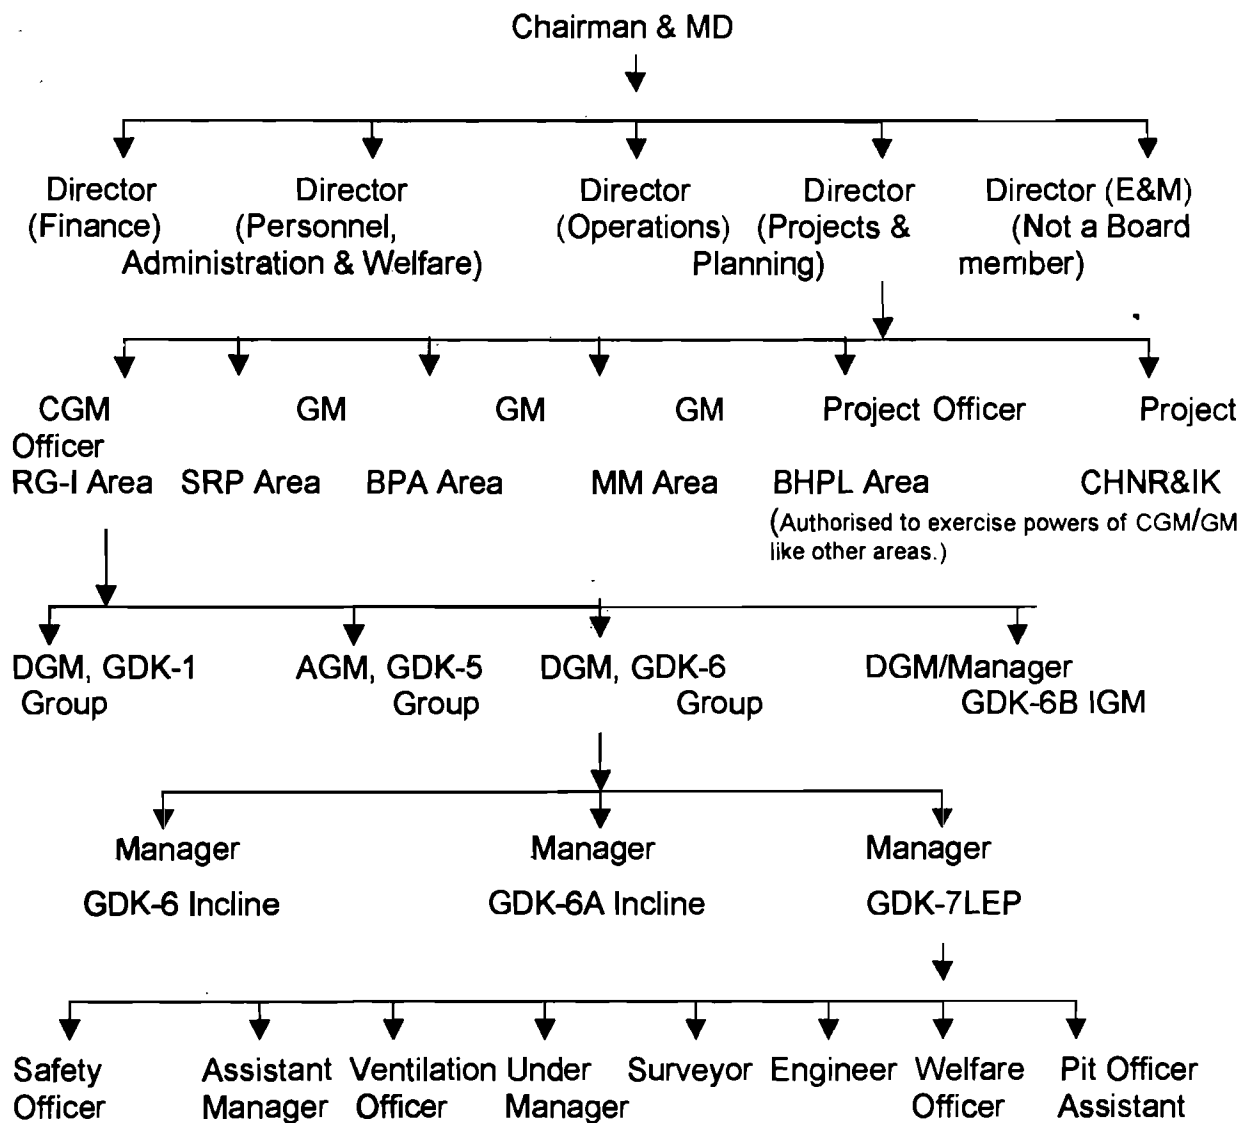 Chairman & MD
Director Director Director Director Director (E&M)
(Finance) (Personnel, (Operations) (Projects & (Not a Board
Administration & Welfare) Planning) member)
CGM GM GM GM Project Officer Project
Officer
RG-I Area SRP Area BPA Area MM Area BHPL Area CHNR&IK
(Authorised to exercise powers of CGM/GM
like other areas.)
DGM, GDK-1 AGM, GDK-5 DGM, GDK-6 DGM/Manager
Group Group Group GDK-6B IGM
Manager Manager Manager
GDK-6 Incline GDK-6A Incline GDK-7LEP
Safety Assistant Ventilation Under Surveyor Engineer Welfare Pit Officer
Officer Manager Officer Manager Officer Assistant